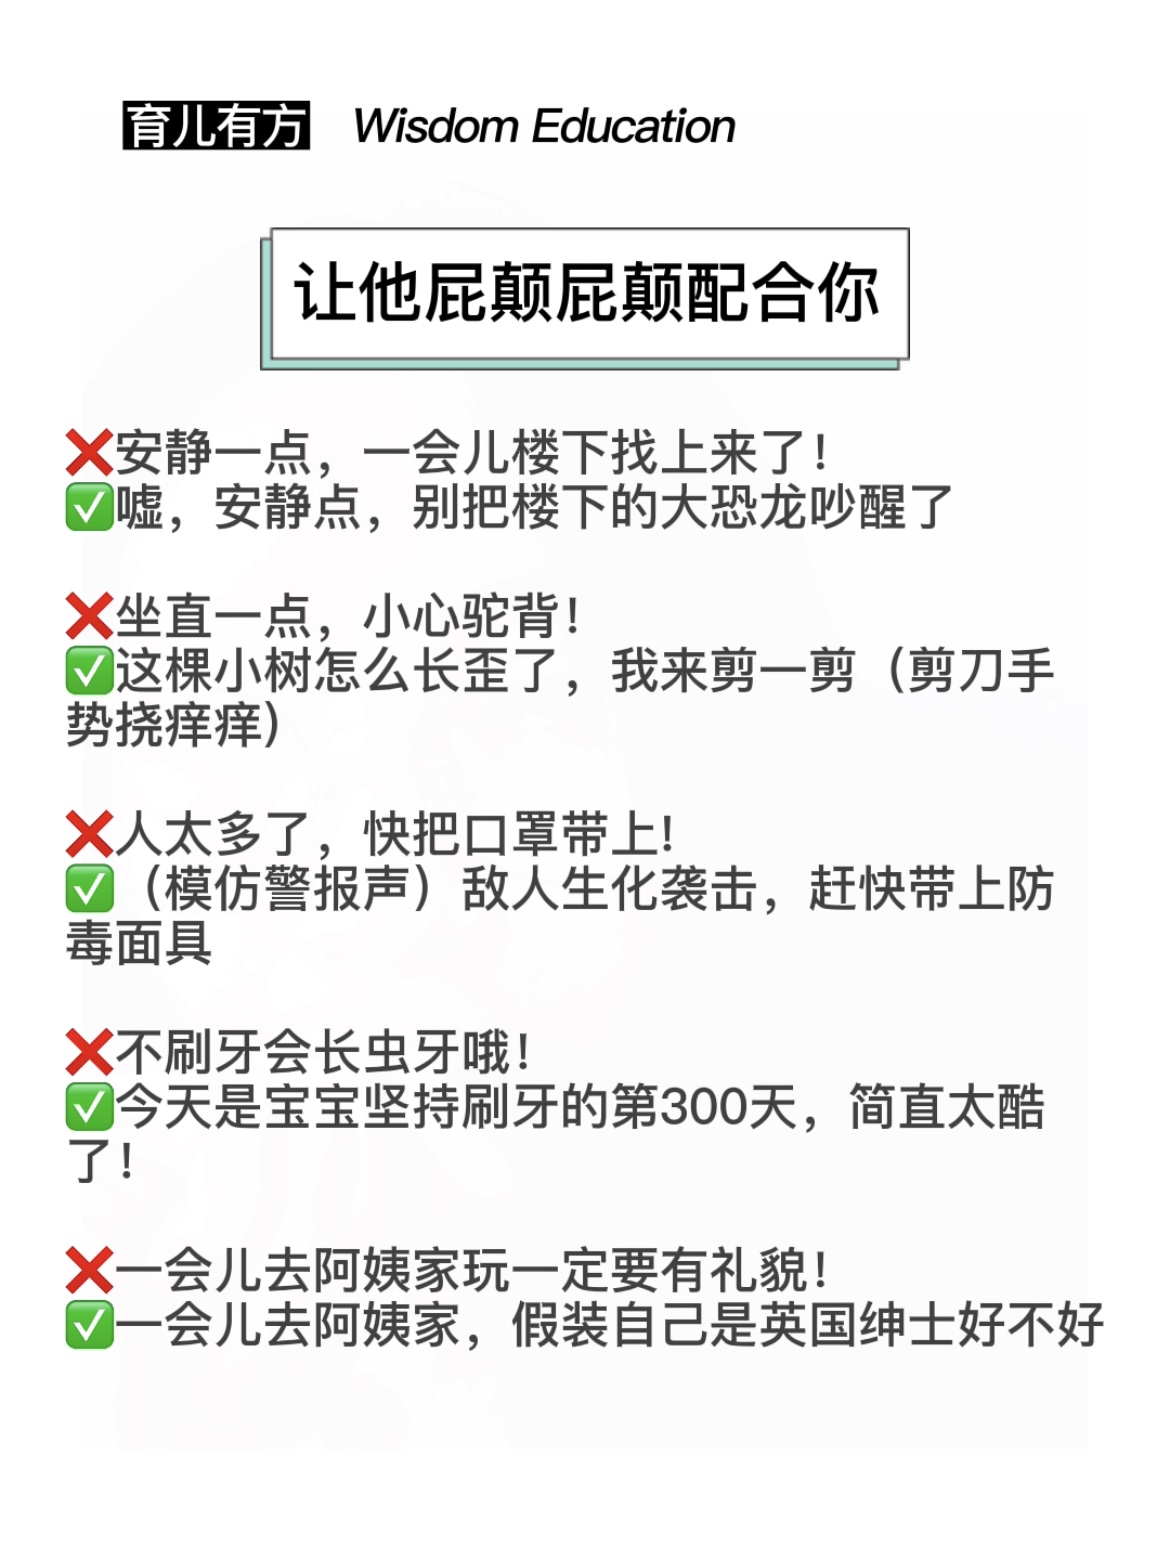 育儿有方 Wisdom Education
让他屁颠屁颠配合你
❌安静一点，一会儿楼下找上来了！
✅嘘，安静点，别把楼下的大恐龙吵醒了
❌坐直一点，小心驼背！
✅这棵小树怎么长歪了，我来剪一剪（剪刀手
势挠痒痒）
❌人太多了，快把口罩带上!
✅（模仿警报声）敌人生化袭击，赶快带上防
毒面具
❌不刷牙会长虫牙哦！
✅今天是宝宝坚持刷牙的第300天，简直太酷
了！
❌一会儿去阿姨家玩一定要有礼貌！
✅一会儿去阿姨家，假装自己是英国绅士好不好